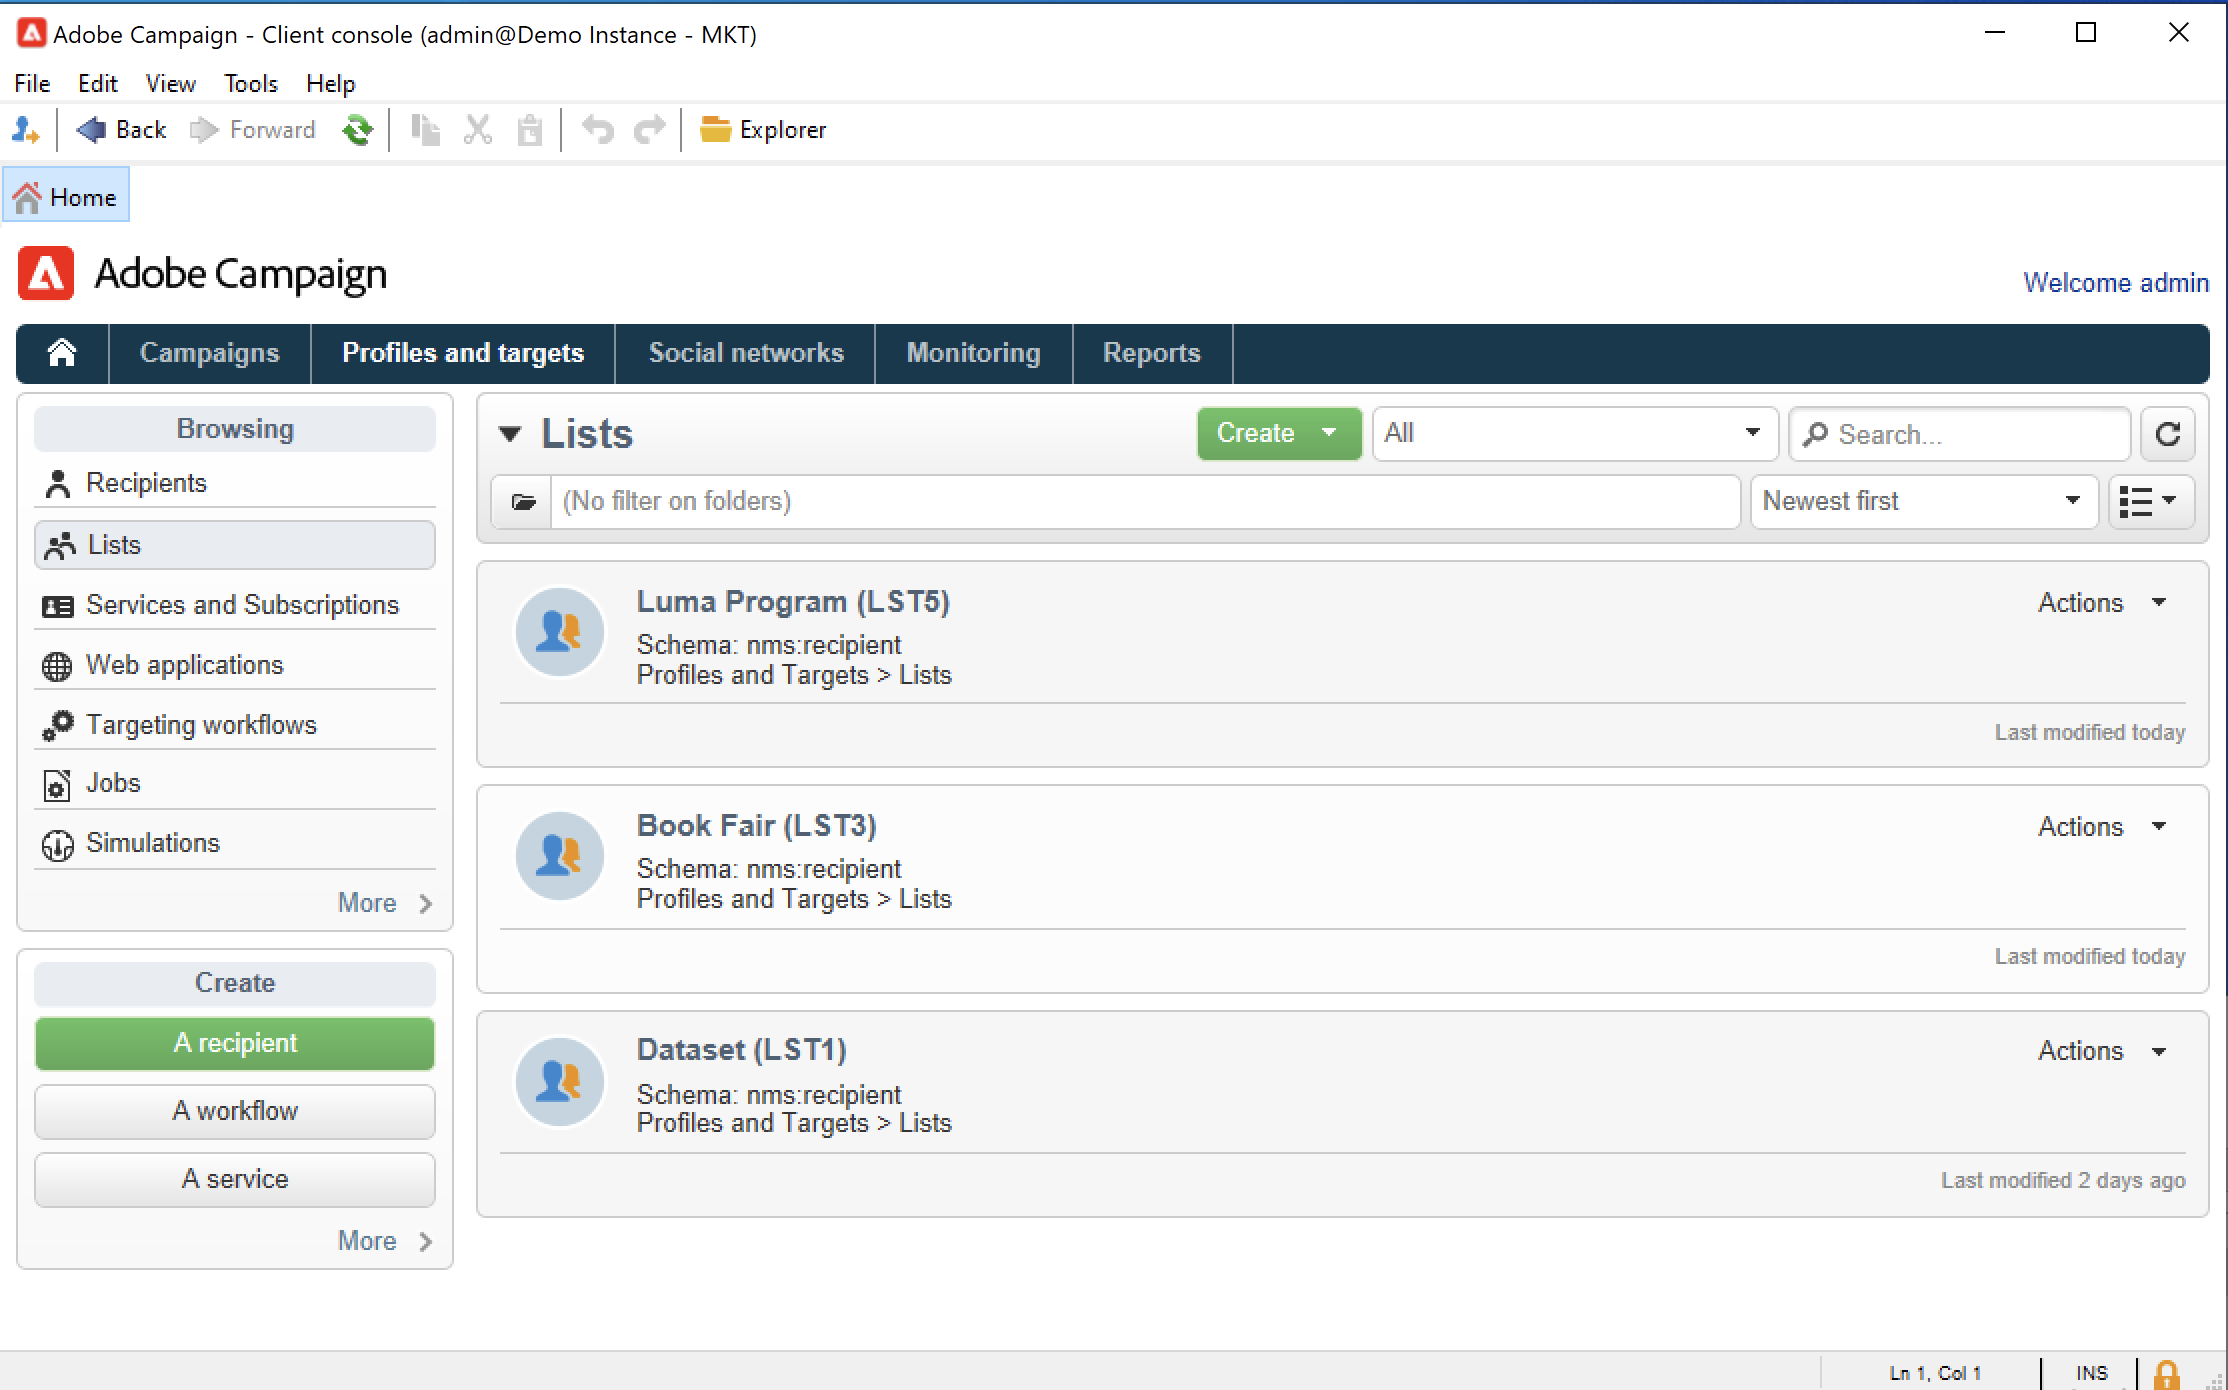 Adobe Campaign - Client console (admin@Demo Instance - MKT)
File Edit View Tools Help
Back Forward Explorer
Home
Adobe Campaign
Welcome admin
Campaigns Profiles and targets Social networks Monitoring Reports
Browsing
Recipients
Lists
Services and Subscriptions
Web applications
Targeting workflows
Jobs
Simulations
More
Create
A recipient
A workflow
A service
More
Lists Create All Search...
(No filter on folders) Newest first
Luma Program (LST5) Actions
Schema: nms:recipient
Profiles and Targets > Lists
Last modified today
Book Fair (LST3) Actions
Schema: nms:recipient
Profiles and Targets > Lists
Last modified today
Dataset (LST1) Actions
Schema: nms:recipient
Profiles and Targets > Lists
Last modified 2 days ago
Ln 1, Col 1 INS